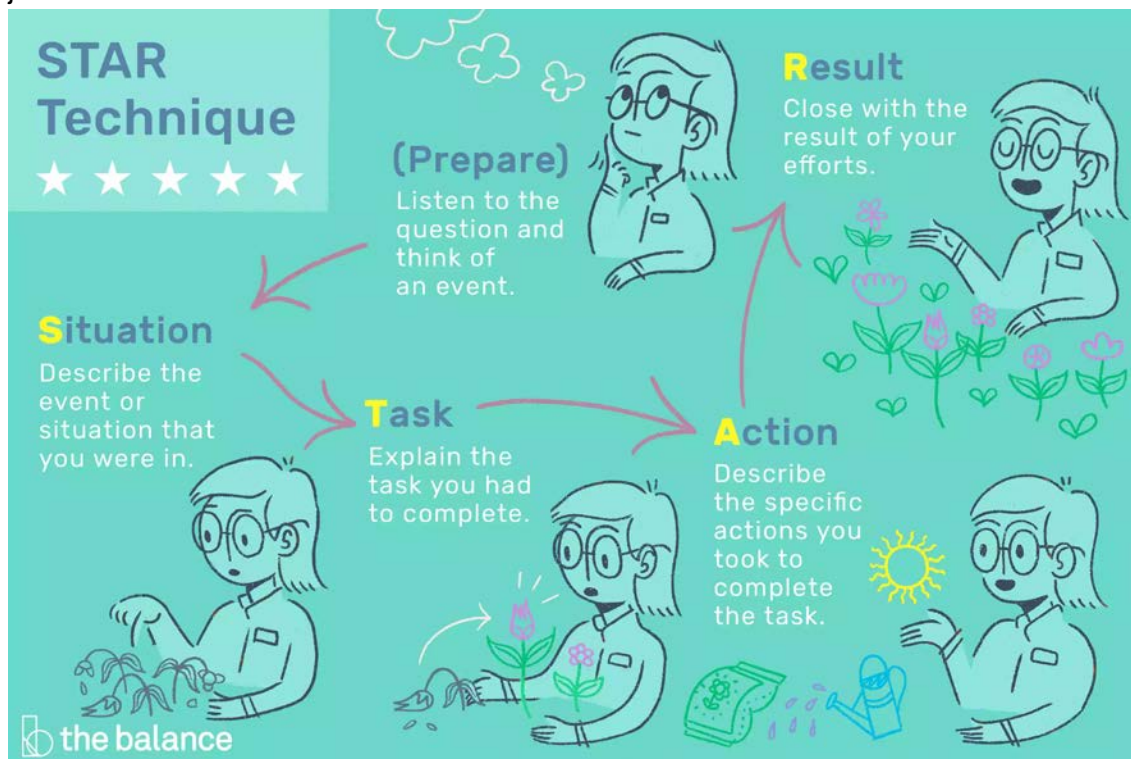 STAR
Technique
(Prepare)
Listen to the
question and
think of
an event.
Situation
Describe the
event or
situation that
you were in.
Task
Explain the
task you had
to complete.
Action
Describe
the specific
actions you
took to
complete
the task.
Result
Close with the
result of your
efforts.
the balance